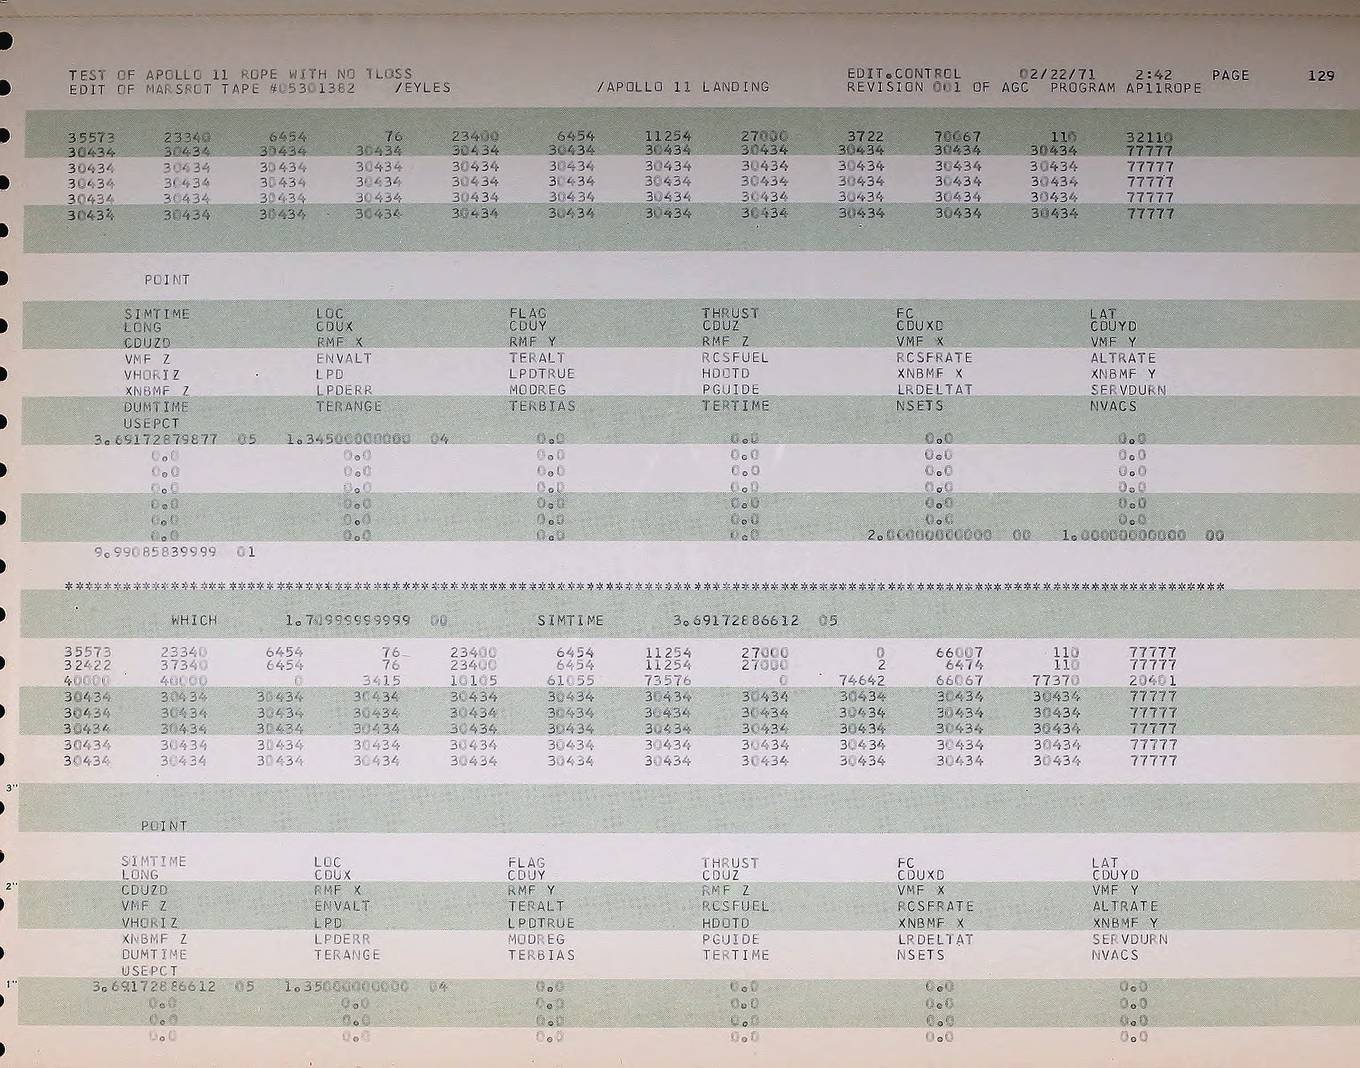 TEST OF APOLLO 11 ROPE WITH NO TLOSS EDIT.CONTROL 02/22/71 2:42 PAGE 129
EDIT OF MARSROT TAPE #05301382 /EYLES /APOLLO 11 LANDING REVISION 001 OF AGC PROGRAM AP11ROPE
35573 23340 6454 76 23400 6454 11254 27000 3722 70067 110 32110
30434 30434 30434 30434 30434 30434 30434 30434 30434 30434 30434 77777
30434 30434 30434 30434 30434 30434 30434 30434 30434 30434 30434 77777
30434 30434 30434 30434 30434 30434 30434 30434 30434 30434 30434 77777
30434 30434 30434 30434 30434 30434 30434 30434 30434 30434 30434 77777
30434 30434 30434 30434 30434 30434 30434 30434 30434 30434 30434 77777
POINT
SIMTIME LOC FLAG THRUST FC LAT
LONG CDUX CDUY CDUZ CDUXD CDUYD
CDUZD RMF X RMF Y RMF Z VMF X VMF Y
VMF Z ENVALT TERALT RCSFUEL RCSFRATE ALTRATE
VHORIZ LPD LPDTRUE HDOTD XNBMF X XNBMF Y
XNBMF Z LPDERR MODREG PGUIDE LRDELTAT SERVDURN
DUMTIME TERANGE TERBIAS TERTIME NSETS NVACS
USEPCT
3.69172879877 05 1.34500000000 04 0.0 0.0 0.0 0.0
0.0 0.0 0.0 0.0 0.0 0.0
0.0 0.0 0.0 0.0 0.0 0.0
0.0 0.0 0.0 0.0 0.0 0.0
0.0 0.0 0.0 0.0 0.0 0.0
0.0 0.0 0.0 0.0 0.0 0.0
0.0 0.0 0.0 0.0 2.00000000000 00 1.00000000000 00
9.99085839999 01
************************************************************************************************************************
WHICH 1.70999999999 00 SIMTIME 3.69172886612 05
35573 23340 6454 76 23400 6454 11254 27000 0 66007 110 77777
32422 37340 6454 76 23400 6454 11254 27000 2 6474 110 77777
40000 40000 0 3415 10105 61055 73576 0 74642 66067 77370 20401
30434 30434 30434 30434 30434 30434 30434 30434 30434 30434 30434 77777
30434 30434 30434 30434 30434 30434 30434 30434 30434 30434 30434 77777
30434 30434 30434 30434 30434 30434 30434 30434 30434 30434 30434 77777
30434 30434 30434 30434 30434 30434 30434 30434 30434 30434 30434 77777
30434 30434 30434 30434 30434 30434 30434 30434 30434 30434 30434 77777
3"
POINT
SIMTIME LOC FLAG THRUST FC LAT
LONG CDUX CDUY CDUZ CDUXD CDUYD
2" CDUZD RMF X RMF Y RMF Z VMF X VMF Y
VMF Z ENVALT TERALT RCSFUEL RCSFRATE ALTRATE
VHORIZ LPD LPDTRUE HDOTD XNBMF X XNBMF Y
XNBMF Z LPDERR MODREG PGUIDE LRDELTAT SERVDURN
DUMTIME TERANGE TERBIAS TERTIME NSETS NVACS
USEPCT
1" 3.69172886612 05 1.35000000000 04 0.0 0.0 0.0 0.0
0.0 0.0 0.0 0.0 0.0 0.0
0.0 0.0 0.0 0.0 0.0 0.0
0.0 0.0 0.0 0.0 0.0 0.0